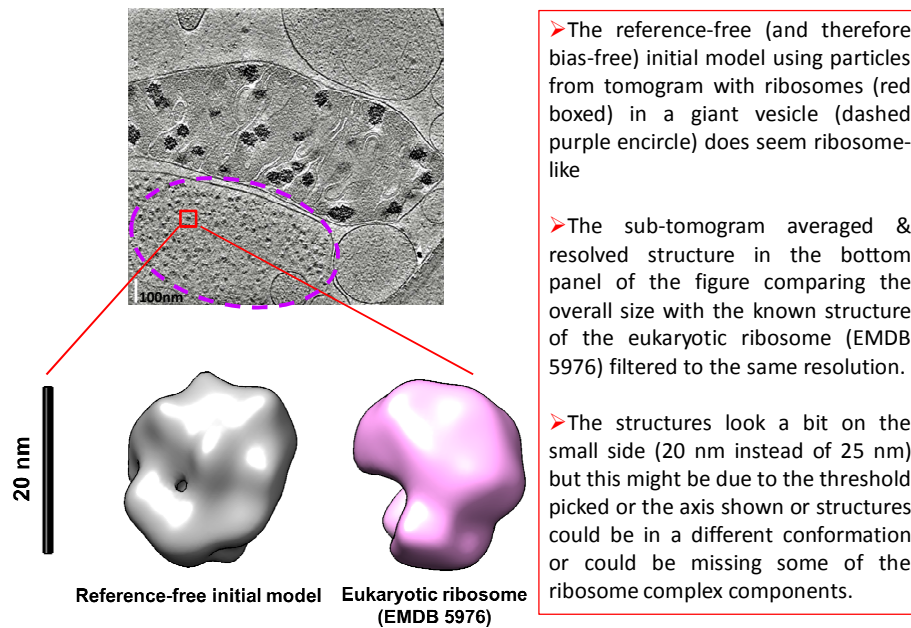 100nm
20 nm
Reference-free initial model
Eukaryotic ribosome
(EMDB 5976)
➢The reference-free (and therefore
bias-free) initial model using particles
from tomogram with ribosomes (red
boxed) in a giant vesicle (dashed
purple encircle) does seem ribosome-
like
➢The sub-tomogram averaged &
resolved structure in the bottom
panel of the figure comparing the
overall size with the known structure
of the eukaryotic ribosome (EMDB
5976) filtered to the same resolution.
➢The structures look a bit on the
small side (20 nm instead of 25 nm)
but this might be due to the threshold
picked or the axis shown or structures
could be in a different conformation
or could be missing some of the
ribosome complex components.